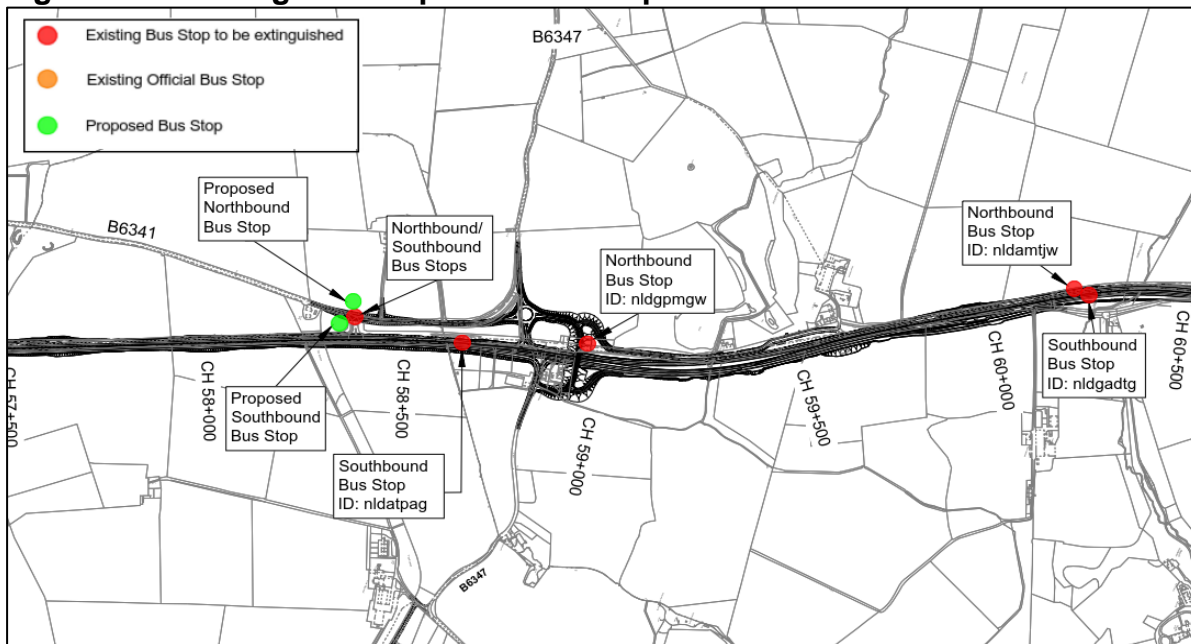 Existing Bus Stop to be extinguished
Existing Official Bus Stop
Proposed Bus Stop
B6347
Proposed
Northbound
Bus Stop
B6341
Northbound/
Southbound
Bus Stops
Northbound
Bus Stop
ID: nldgpmgw
Northbound
Bus Stop
ID: nldamtjw
CH 57+500
CH 58+000
CH 58+500
CH 59+000
CH 59+500
CH 60+000
CH 60+500
Proposed
Southbound
Bus Stop
Southbound
Bus Stop
ID: nldatpag
Southbound
Bus Stop
ID: nldgadtg
B6347